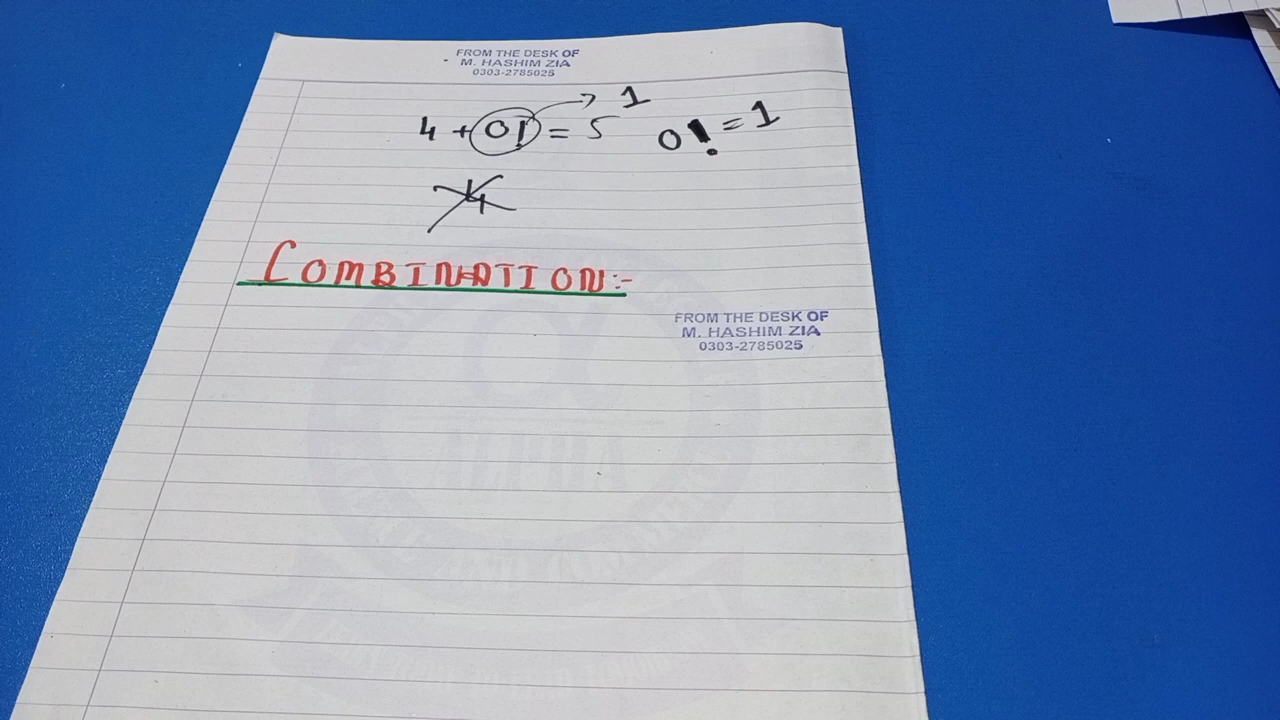 FROM THE DESK OF
M. HASHIM ZIA
0303-2785025
1
4 + 0! = 5 0! = 1
4
COMBINATION:-
FROM THE DESK OF
M. HASHIM ZIA
0303-2785025